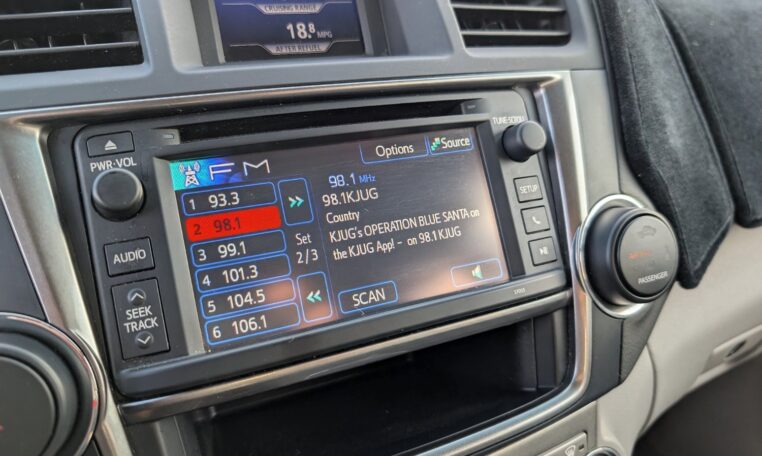 CRUISING RANGE
18.8 MPG
AFTER REFUEL
PWR·VOL
TUNE·SCROLL
FM
Options
Source
98.1 MHz
98.1KJUG
Country
KJUG's OPERATION BLUE SANTA on
the KJUG App! - on 98.1 KJUG
1 93.3
2 98.1
3 99.1
4 101.3
5 104.5
6 106.1
Set
2/3
SCAN
AUDIO
SEEK
TRACK
SETUP
PASSENGER